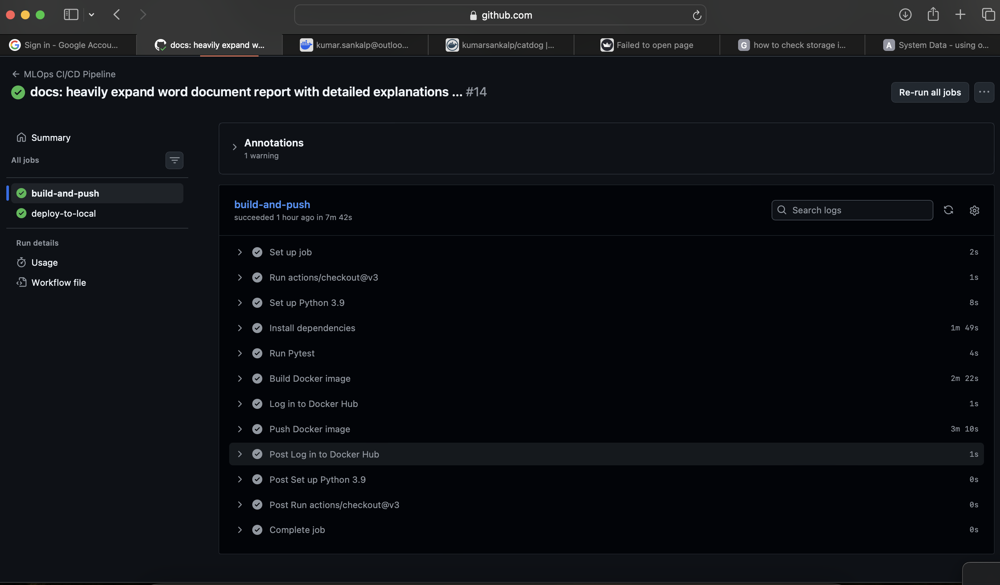 github.com
Sign in - Google Accou...
docs: heavily expand w...
kumar.sankalp@outloo...
kumarsankalp/catdog |...
Failed to open page
G how to check storage i...
A System Data - using o...
← MLOps CI/CD Pipeline
docs: heavily expand word document report with detailed explanations ... #14
Re-run all jobs
Summary
All jobs
build-and-push
deploy-to-local
Run details
Usage
Workflow file
Annotations
1 warning
build-and-push
succeeded 1 hour ago in 7m 42s
Search logs
Set up job 2s
Run actions/checkout@v3 1s
Set up Python 3.9 8s
Install dependencies 1m 49s
Run Pytest 4s
Build Docker image 2m 22s
Log in to Docker Hub 1s
Push Docker image 3m 10s
Post Log in to Docker Hub 1s
Post Set up Python 3.9 0s
Post Run actions/checkout@v3 0s
Complete job 0s